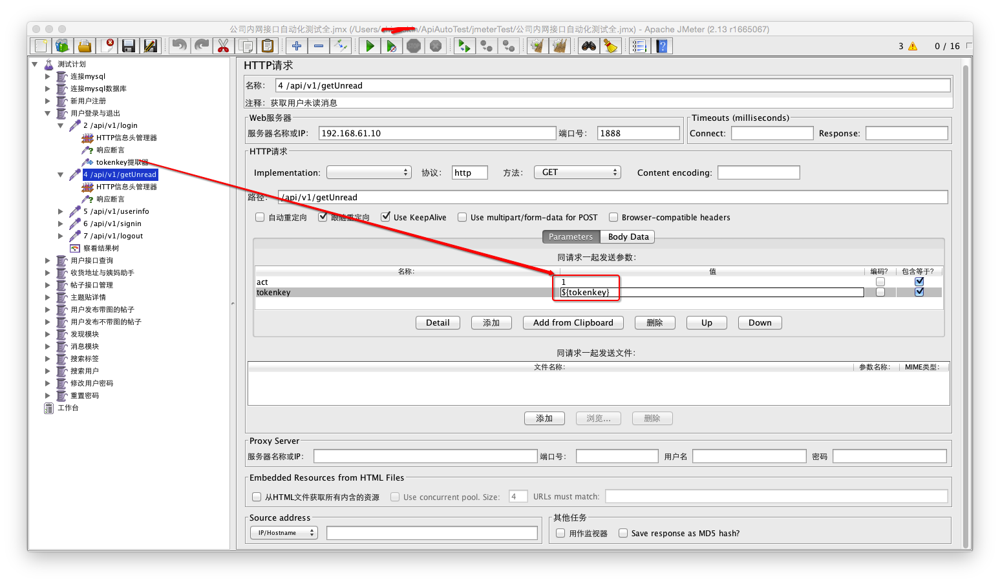 公司内网接口自动化测试全.jmx (/Users/ /ApiAutoTest/jmeterTest/公司内网接口自动化测试全.jmx) - Apache JMeter (2.13 r1665067)
STOP
3 0 / 16
测试计划
连接mysql
连接mysql数据库
新用户注册
用户登录与退出
2 /api/v1/login
HTTP信息头管理器
响应断言
tokenkey提取器
4 /api/v1/getUnread
HTTP信息头管理器
响应断言
5 /api/v1/userinfo
6 /api/v1/signin
7 /api/v1/logout
察看结果树
用户接口查询
收货地址与姨妈助手
帖子接口管理
主题贴详情
用户发布带图的帖子
用户发布不带图的帖子
发现模块
消息模块
搜索标签
搜索用户
修改用户密码
重置密码
工作台
HTTP请求
名称: 4 /api/v1/getUnread
注释: 获取用户未读消息
Web服务器
服务器名称或IP: 192.168.61.10 端口号: 1888
Timeouts (milliseconds)
Connect: Response:
HTTP请求
Implementation: 协议: http 方法: GET Content encoding:
路径: /api/v1/getUnread
自动重定向 跟随重定向 Use KeepAlive Use multipart/form-data for POST Browser-compatible headers
Parameters Body Data
同请求一起发送参数:
名称: 值 编码? 包含等于?
act 1
tokenkey ${tokenkey}
Detail 添加 Add from Clipboard 删除 Up Down
同请求一起发送文件:
文件名称: 参数名称: MIME类型:
添加 浏览... 删除
Proxy Server
服务器名称或IP: 端口号: 用户名 密码
Embedded Resources from HTML Files
从HTML文件获取所有内含的资源 Use concurrent pool. Size: 4 URLs must match:
Source address
IP/Hostname
其他任务
用作监视器 Save response as MD5 hash?